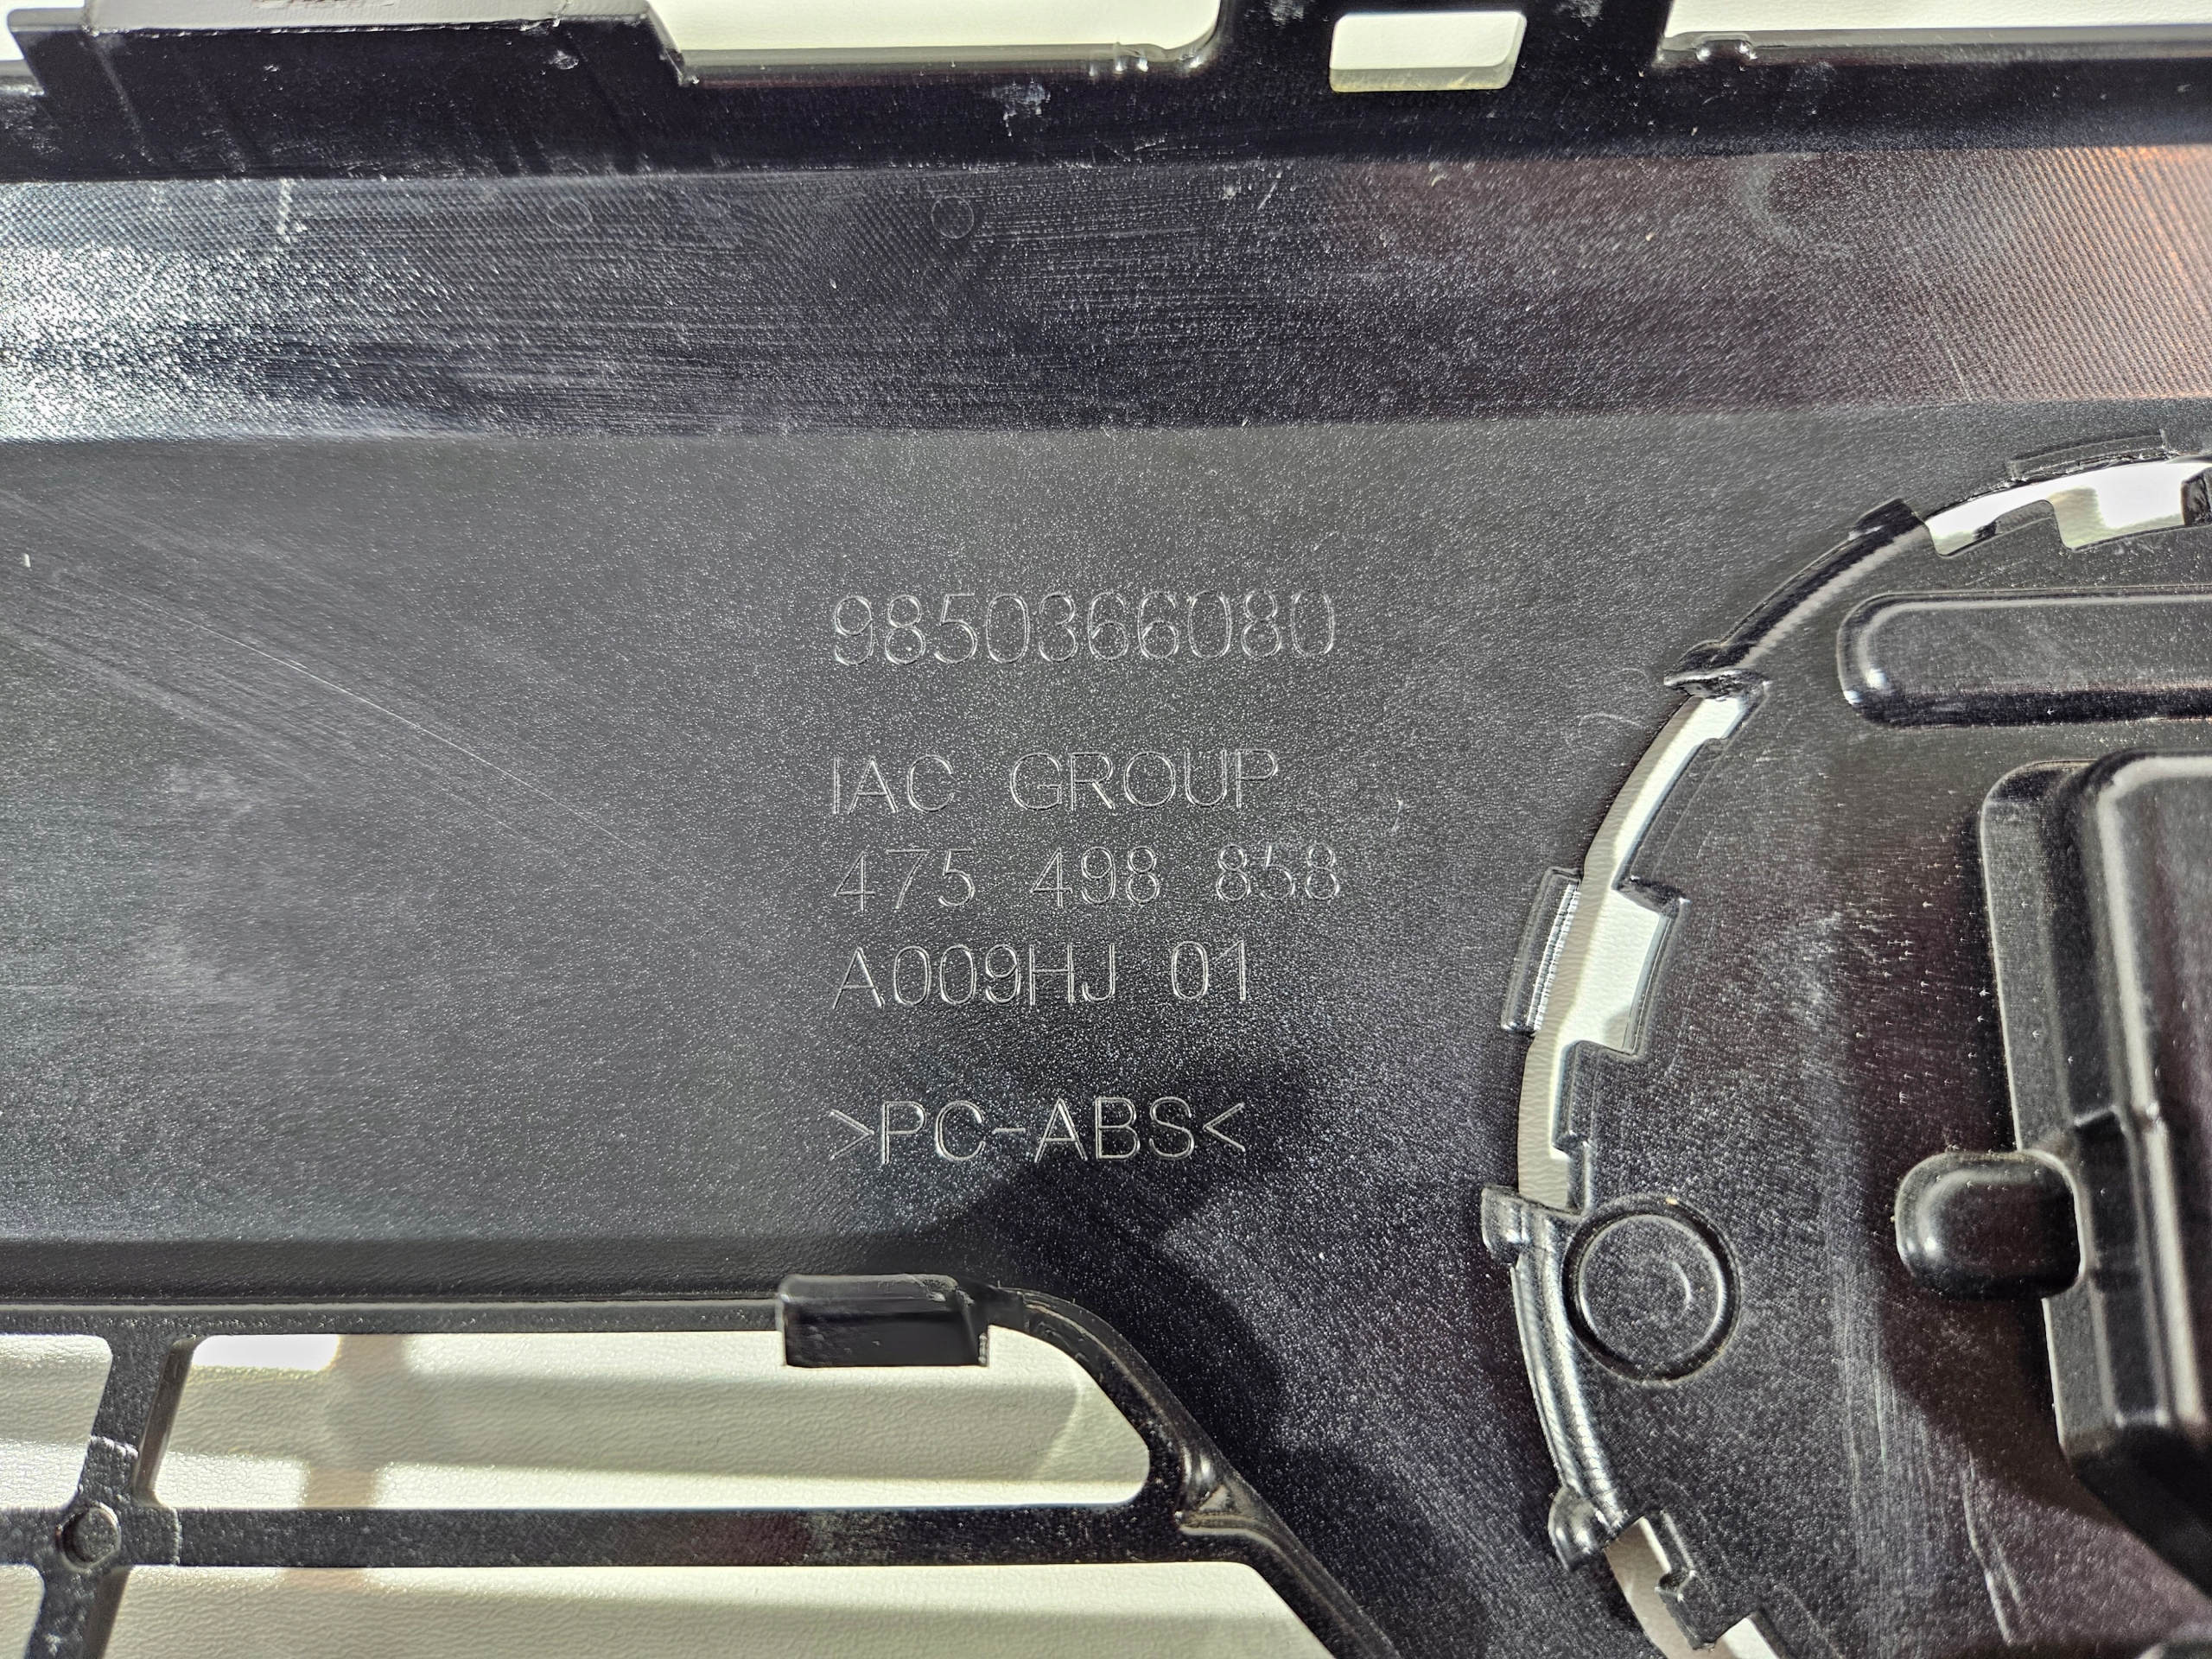 9850366080
IAC GROUP
475 498 858
A009HJ 01
>PC-ABS<